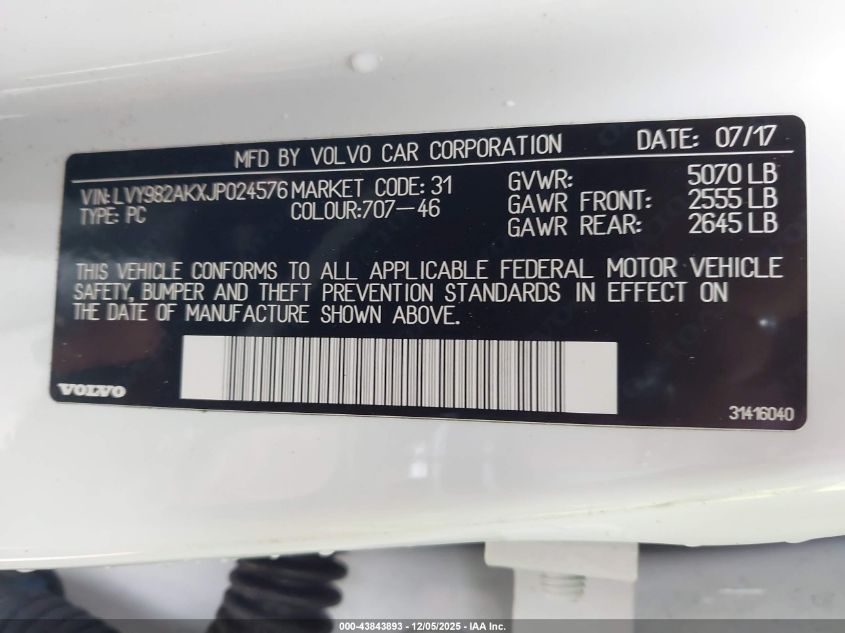 MFD BY VOLVO CAR CORPORATION DATE: 07/17
VIN: LVY982AKXJP024576 MARKET CODE: 31 GVWR: 5070 LB
TYPE: PC COLOUR:707-46 GAWR FRONT: 2555 LB
GAWR REAR: 2645 LB
THIS VEHICLE CONFORMS TO ALL APPLICABLE FEDERAL MOTOR VEHICLE
SAFETY, BUMPER AND THEFT PREVENTION STANDARDS IN EFFECT ON
THE DATE OF MANUFACTURE SHOWN ABOVE.
VOLVO
31416040
000-43843893 - 12/05/2025 - IAA Inc.